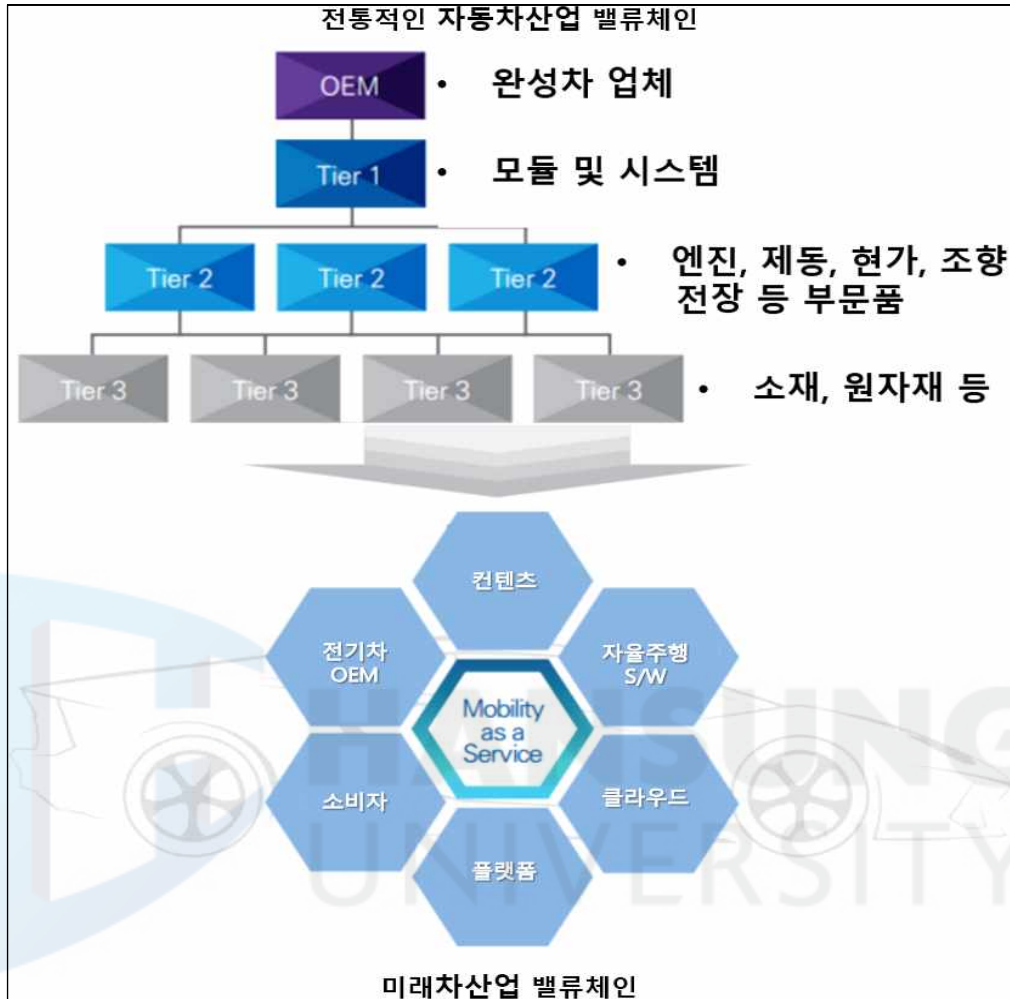 전통적인 자동차산업 밸류체인
OEM
• 완성차 업체
Tier 1
• 모듈 및 시스템
Tier 2
Tier 2
Tier 2
• 엔진, 제동, 현가, 조향
전장 등 부문품
Tier 3
Tier 3
Tier 3
Tier 3
• 소재, 원자재 등
컨텐츠
전기차
OEM
자율주행
S/W
Mobility
as a
Service
소비자
클라우드
플랫폼
HANSUNG
UNIVERSITY
미래차산업 밸류체인